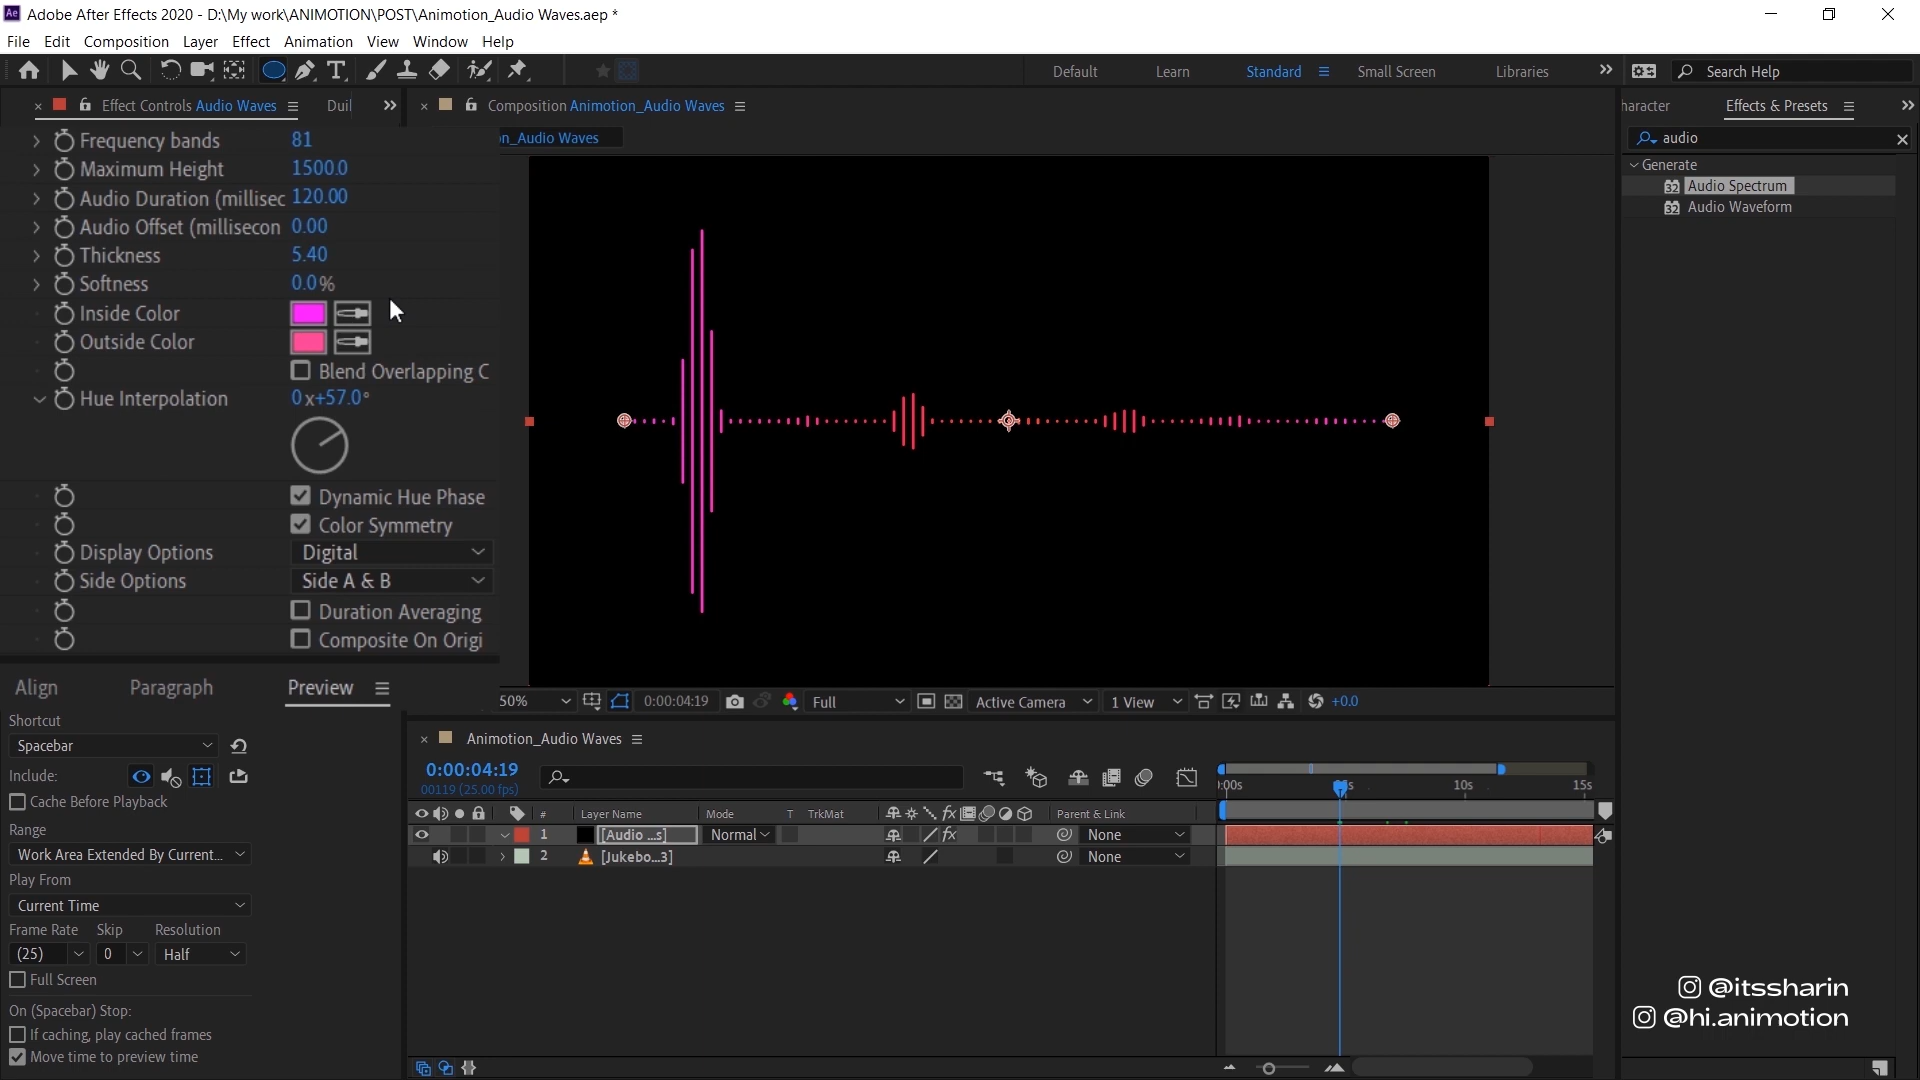 Ae Adobe After Effects 2020 - D:\My work\ANIMOTION\POST\Animotion_Audio Waves.aep *
File Edit Composition Layer Effect Animation View Window Help
Default Learn Standard Small Screen Libraries Search Help
Effect Controls Audio Waves Composition Animotion_Audio Waves haracter Effects & Presets
n_Audio Waves audio
Frequency bands 81
Maximum Height 1500.0
Audio Duration (millisec 120.00
Audio Offset (millisecon 0.00
Thickness 5.40
Softness 0.0%
Inside Color
Outside Color
Blend Overlapping C
Hue Interpolation 0x+57.0°
Dynamic Hue Phase
Color Symmetry
Display Options Digital
Side Options Side A & B
Duration Averaging
Composite On Origi
Generate
32 Audio Spectrum
32 Audio Waveform
Align Paragraph Preview
50% 0:00:04:19 Full Active Camera 1 View +0.0
Shortcut
Spacebar
Include:
Cache Before Playback
Range
Work Area Extended By Current...
Play From
Current Time
Frame Rate Skip Resolution
(25) 0 Half
Full Screen
On (Spacebar) Stop:
If caching, play cached frames
Move time to preview time
Animotion_Audio Waves
0:00:04:19
00119 (25.00 fps)
:00s 10s 15s
# Layer Name Mode T TrkMat fx Parent & Link
1 [Audio ...s] Normal fx None
2 [Jukebo...3] None
@itssharin
@hi.animotion